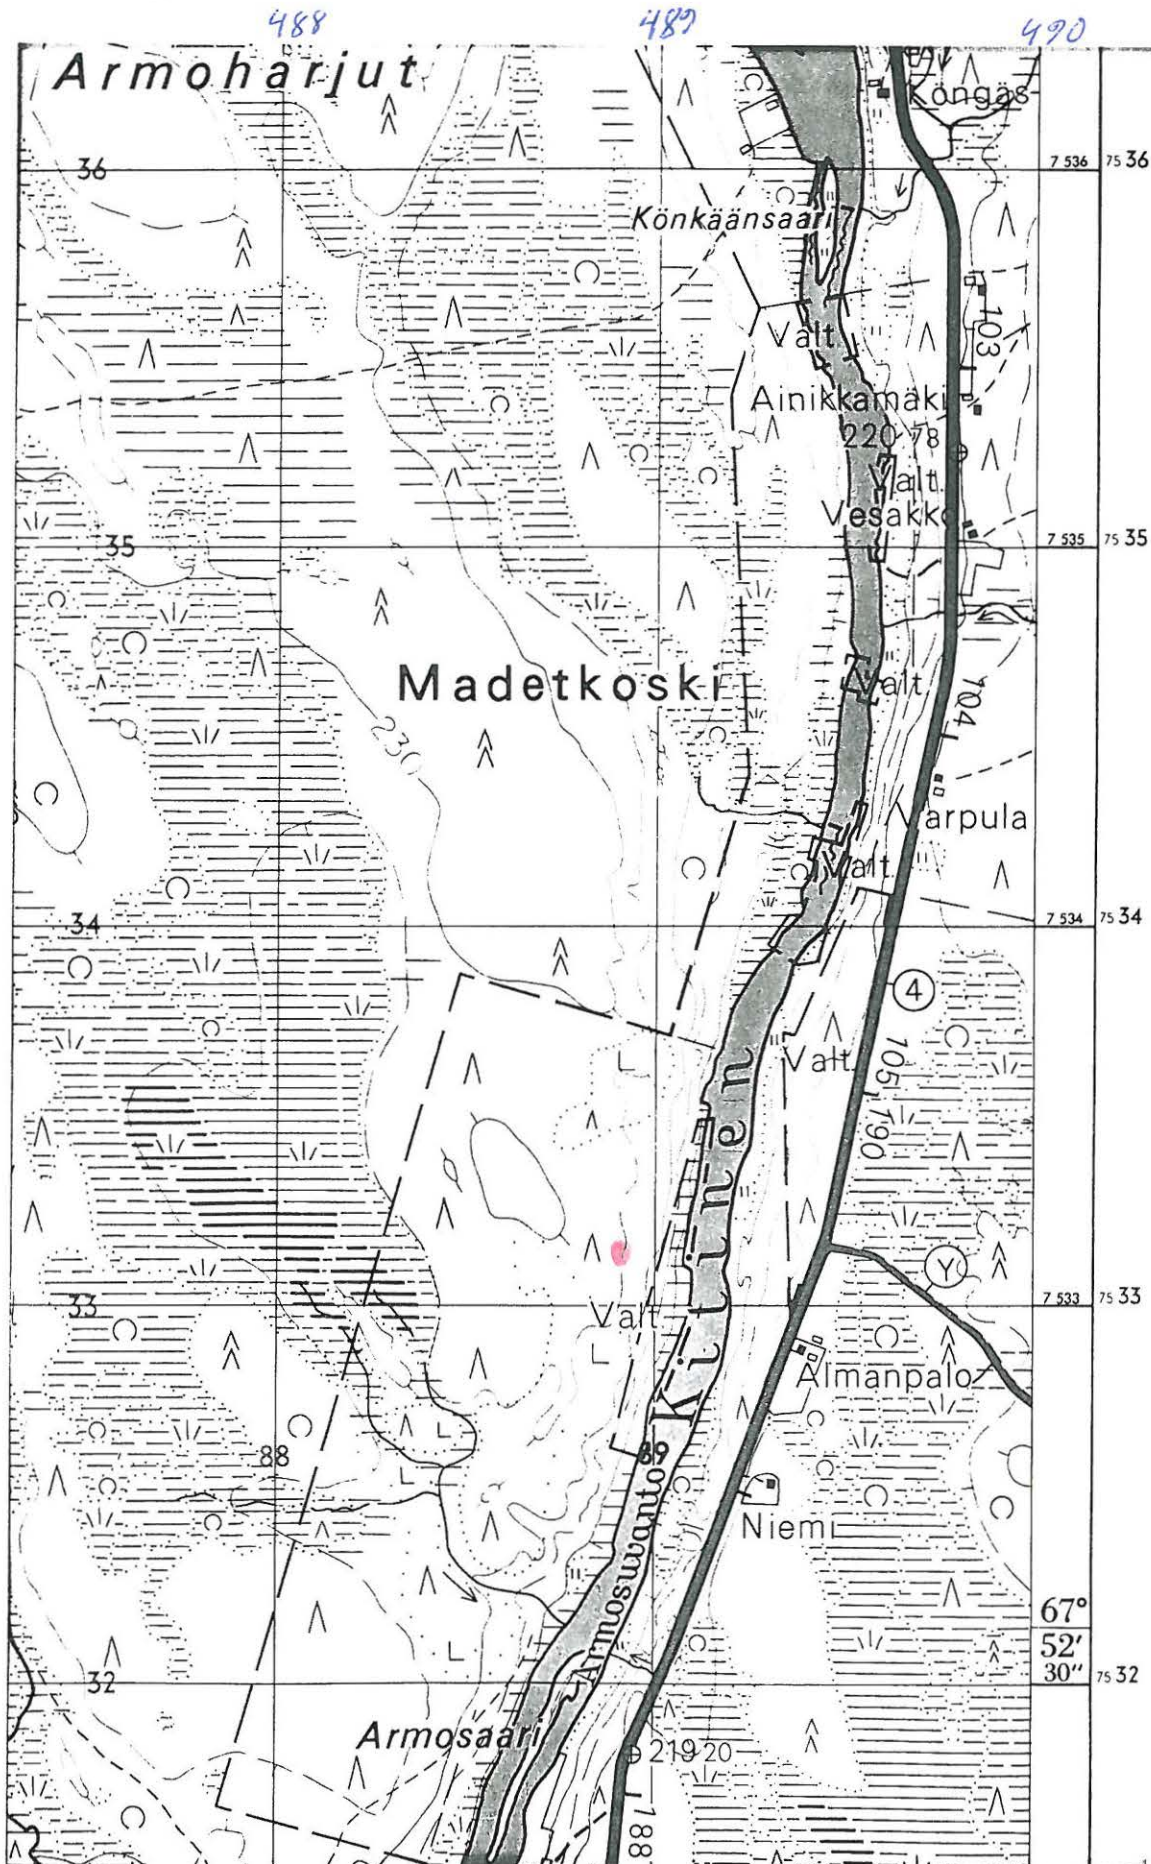 488 489 490
Armoharjut
Köngäs
36 7 536 75 36
Könkäänsaari
Valt
103
Ainikkamäki
220 78
Valt
Vesakko
35 7 535 75 35
Madetkoski
Valt
104
230
Varpula
Valt
34 7 534 75 34
4
Valt.
105
190
Kitinen
Y
33 7 533 75 33
Valt
Almanpalo
88 89
Niemi
Armosuvanto
67°
52'
30"
32 75 32
Armosaari
219 20
188